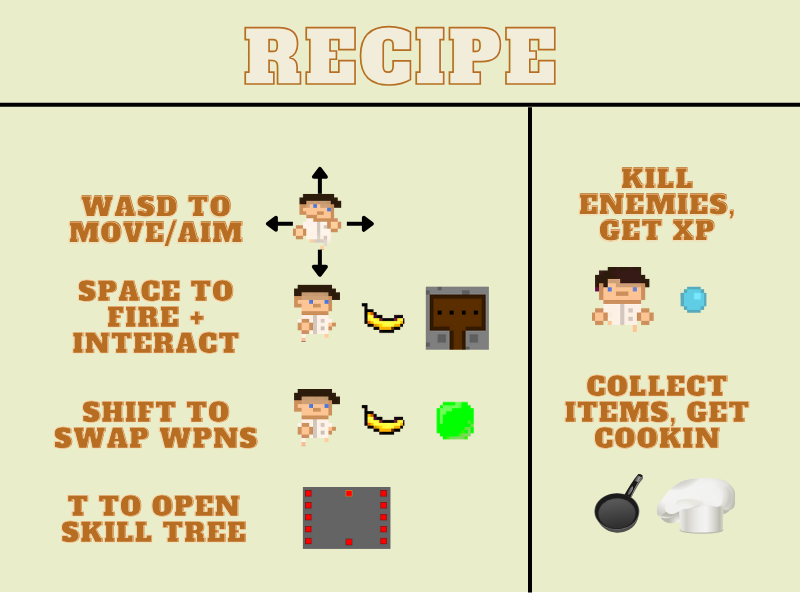 RECIPE
WASD TO
MOVE/AIM
SPACE TO
FIRE +
INTERACT
SHIFT TO
SWAP WPNS
T TO OPEN
SKILL TREE
KILL
ENEMIES,
GET XP
COLLECT
ITEMS, GET
COOKIN